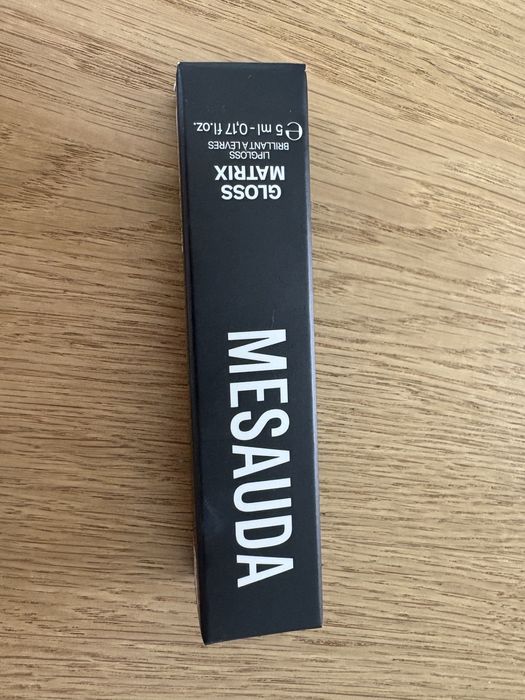 MESAUDA
GLOSS
MATRIX
LIPGLOSS
BRILLANT À LÈVRES
℮ 5 ml - 0,17 fl.oz.